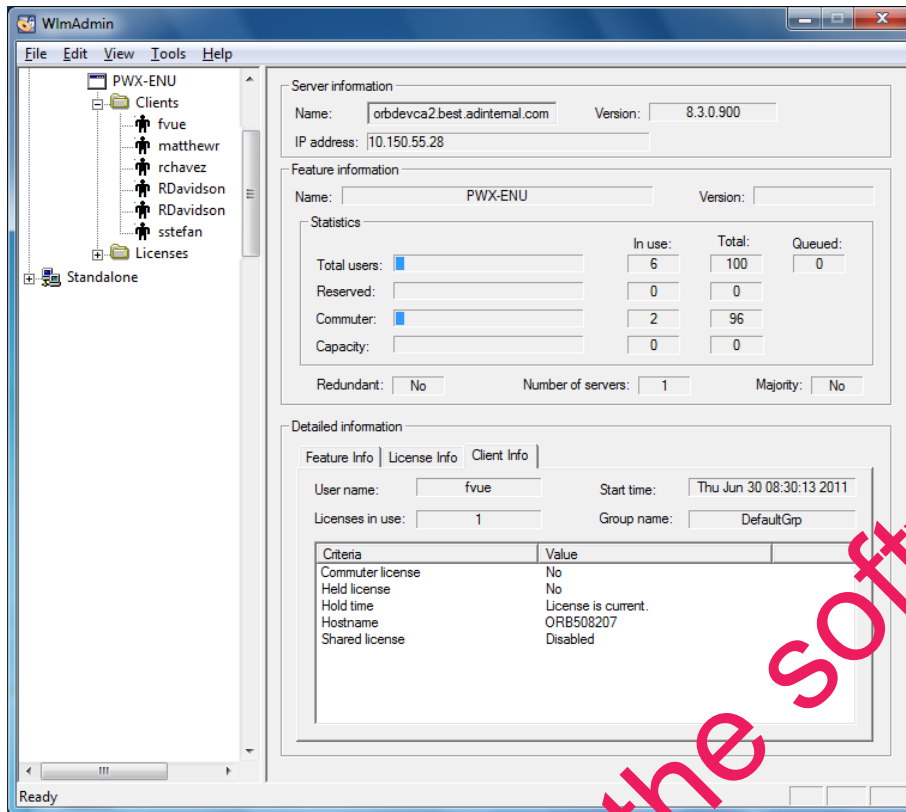 WlmAdmin
File Edit View Tools Help
PWX-ENU
Clients
fvue
matthewr
rchavez
RDavidson
RDavidson
sstefan
Licenses
Standalone
Server information
Name: orbdevca2.best.adinternal.com Version: 8.3.0.900
IP address: 10.150.55.28
Feature information
Name: PWX-ENU Version:
Statistics
In use: Total: Queued:
Total users: 6 100 0
Reserved: 0 0
Commuter: 2 96
Capacity: 0 0
Redundant: No Number of servers: 1 Majority: No
Detailed information
Feature Info License Info Client Info
User name: fvue Start time: Thu Jun 30 08:30:13 2011
Licenses in use: 1 Group name: DefaultGrp
Criteria Value
Commuter license No
Held license No
Hold time License is current.
Hostname ORB508207
Shared license Disabled
Ready
the